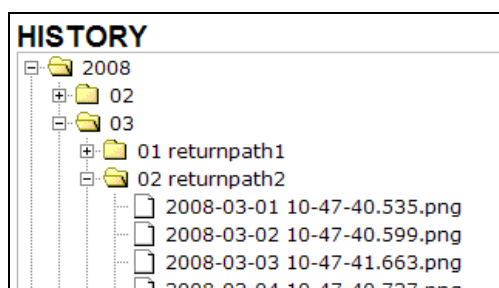 HISTORY
2008
02
03
01 returnpath1
02 returnpath2
2008-03-01 10-47-40.535.png
2008-03-02 10-47-40.599.png
2008-03-03 10-47-41.663.png